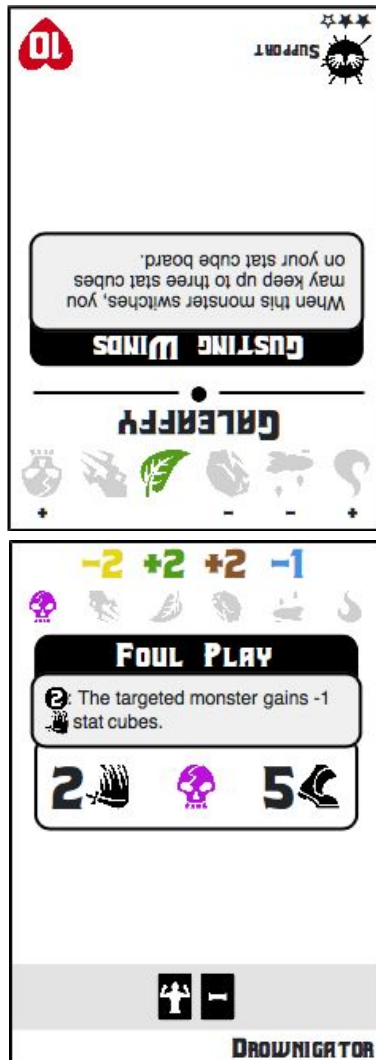 10
SUPPORT
When this monster switches, you
may keep up to three stat cubes
on your stat cube board.
GUSTING WINDS
GALEAFFY
+ - - +
-2 +2 +2 -1
FOUL PLAY
2: The targeted monster gains -1
stat cubes.
2 5
DROWNIGATOR